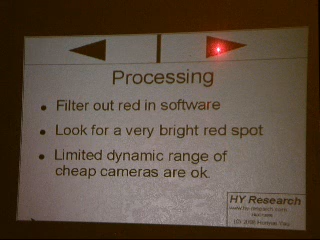 Processing
Filter out red in software
Look for a very bright red spot
Limited dynamic range of
cheap cameras are ok.
HY Research